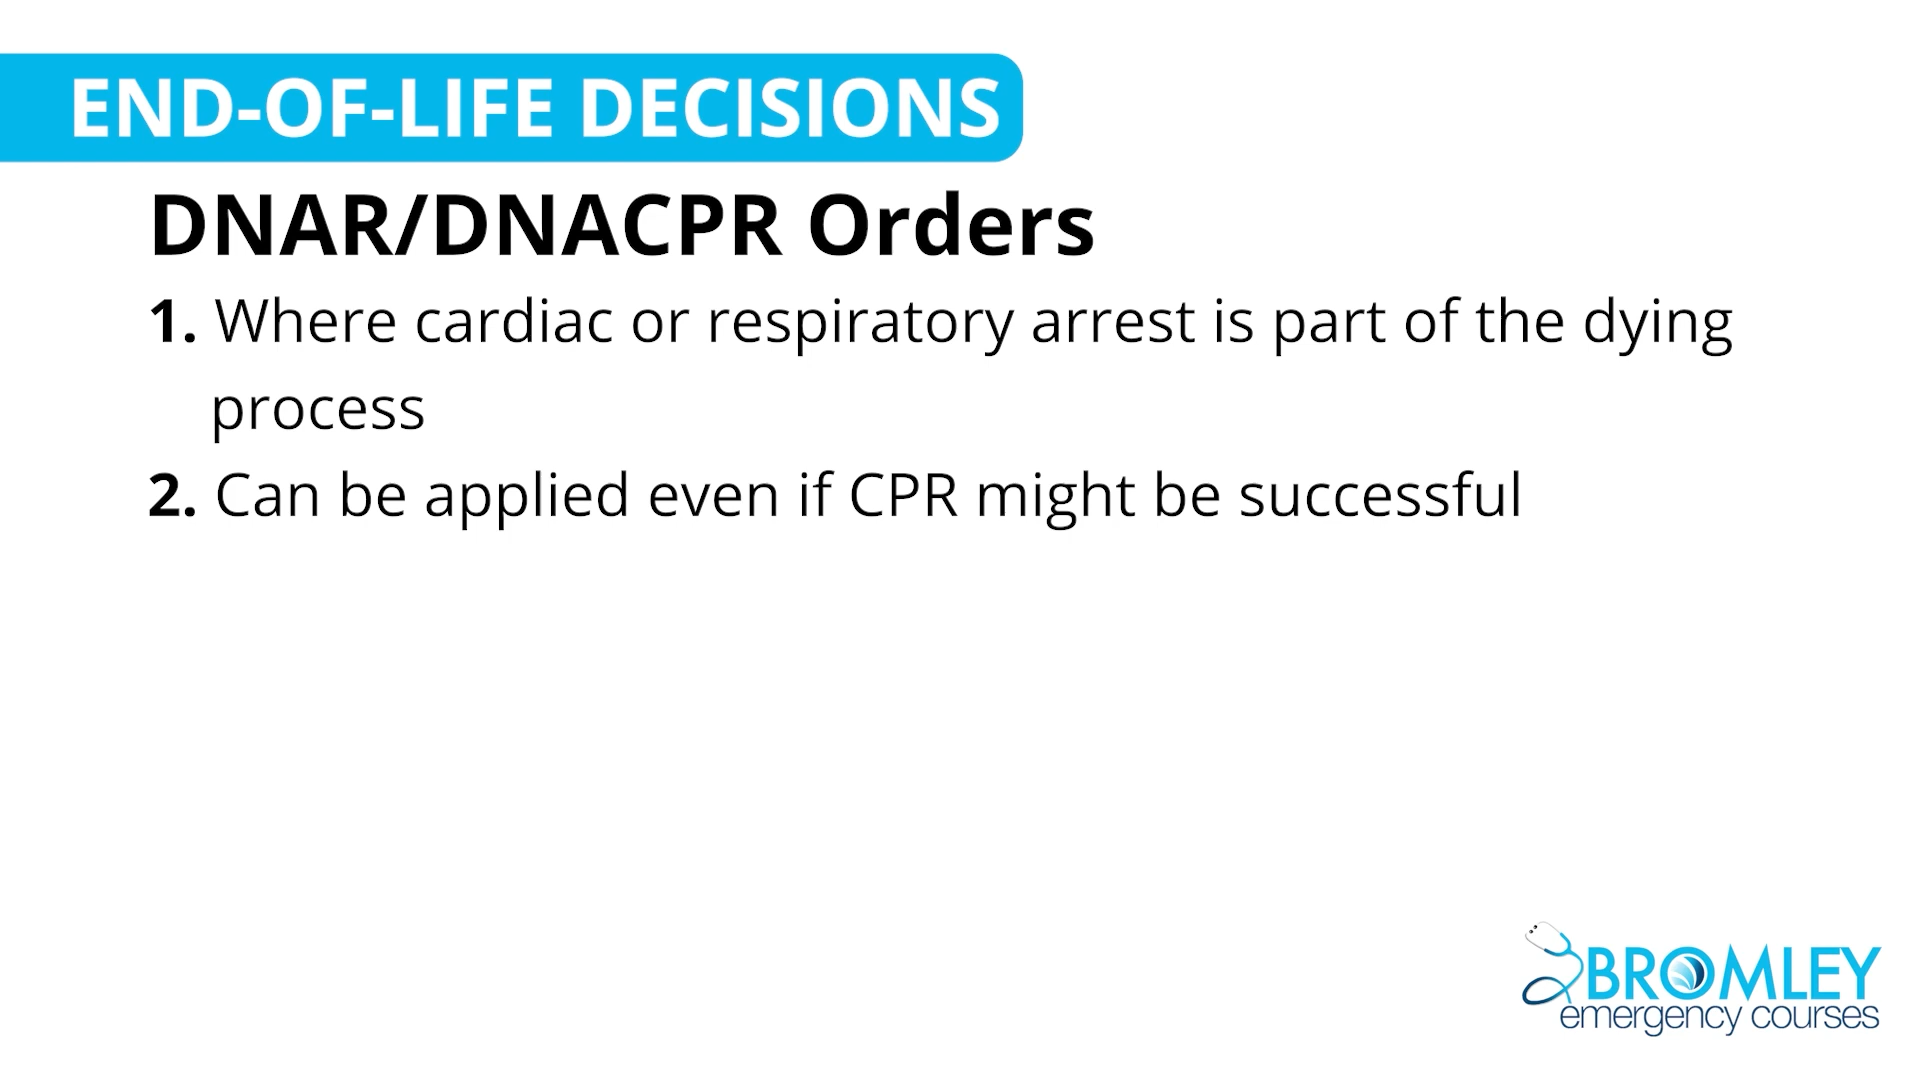 END-OF-LIFE DECISIONS
DNAR/DNACPR Orders
1. Where cardiac or respiratory arrest is part of the dying
process
2. Can be applied even if CPR might be successful
BROMLEY
emergency courses